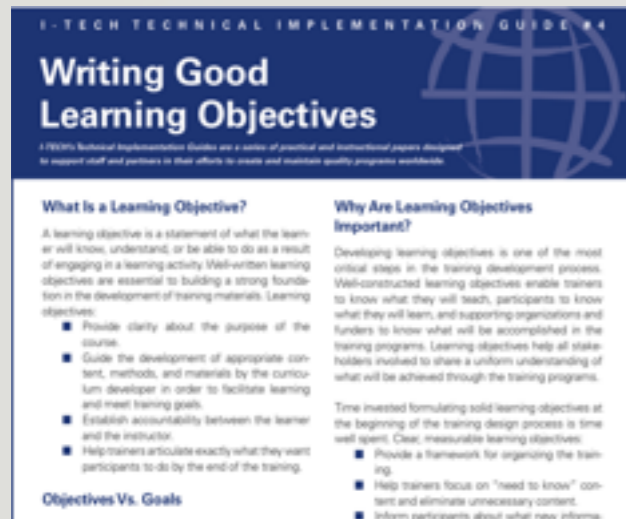 I-TECH TECHNICAL IMPLEMENTATION GUIDE #4
Writing Good
Learning Objectives
I-TECH's Technical Implementation Guides are a series of practical and instructional papers designed
to support staff and partners in their efforts to create and maintain quality programs worldwide.
What Is a Learning Objective?
A learning objective is a statement of what the learn-
er will know, understand, or be able to do as a result
of engaging in a learning activity. Well-written learning
objectives are essential to building a strong founda-
tion in the development of training materials. Learning
objectives:
■ Provide clarity about the purpose of the
course.
■ Guide the development of appropriate con-
tent, methods, and materials by the curricu-
lum developer in order to facilitate learning
and meet training goals.
■ Establish accountability between the learner
and the instructor.
■ Help trainers articulate exactly what they want
participants to do by the end of the training.
Objectives Vs. Goals
Why Are Learning Objectives
Important?
Developing learning objectives is one of the most
critical steps in the training development process.
Well-constructed learning objectives enable trainers
to know what they will teach, participants to know
what they will learn, and supporting organizations and
funders to know what will be accomplished in the
training programs. Learning objectives help all stake-
holders involved to share a uniform understanding of
what will be achieved through the training programs.
Time invested formulating solid learning objectives at
the beginning of the training design process is time
well spent. Clear, measurable learning objectives:
■ Provide a framework for organizing the train-
ing.
■ Help trainers focus on "need to know" con-
tent and eliminate unnecessary content.
■ Inform participants about what new informa-